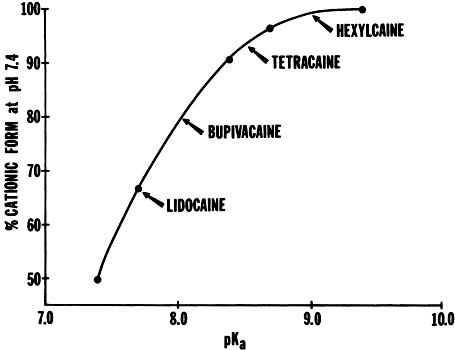 % CATIONIC FORM at pH 7.4
100
90
80
70
60
50
HEXYLCAINE
TETRACAINE
BUPIVACAINE
LIDOCAINE
7.0 8.0 9.0 10.0
pKa